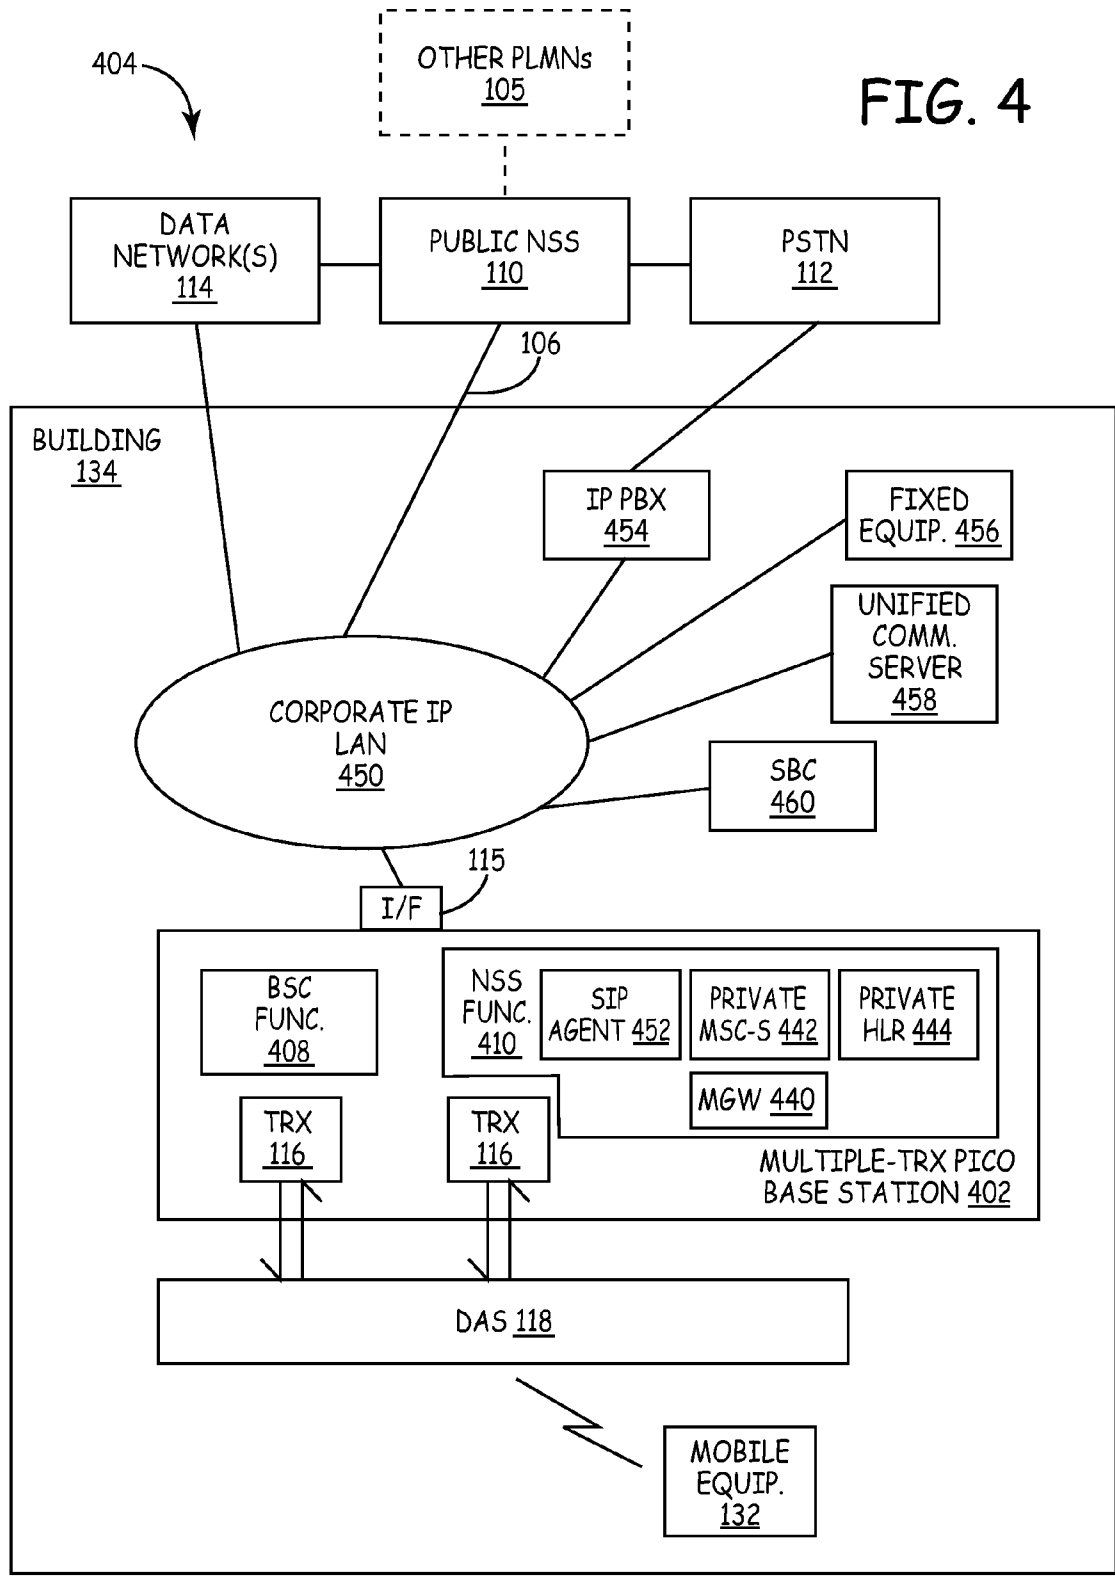 OTHER PLMNs
105
404
FIG. 4
DATA
NETWORK(S)
114
PUBLIC NSS
110
PSTN
112
106
BUILDING
134
IP PBX
454
FIXED
EQUIP. 456
UNIFIED
COMM.
SERVER
458
CORPORATE IP
LAN
450
SBC
460
115
I/F
BSC
FUNC.
408
NSS
FUNC.
410
SIP
AGENT 452
PRIVATE
MSC-S 442
PRIVATE
HLR 444
MGW 440
TRX
116
TRX
116
MULTIPLE-TRX PICO
BASE STATION 402
DAS 118
MOBILE
EQUIP.
132